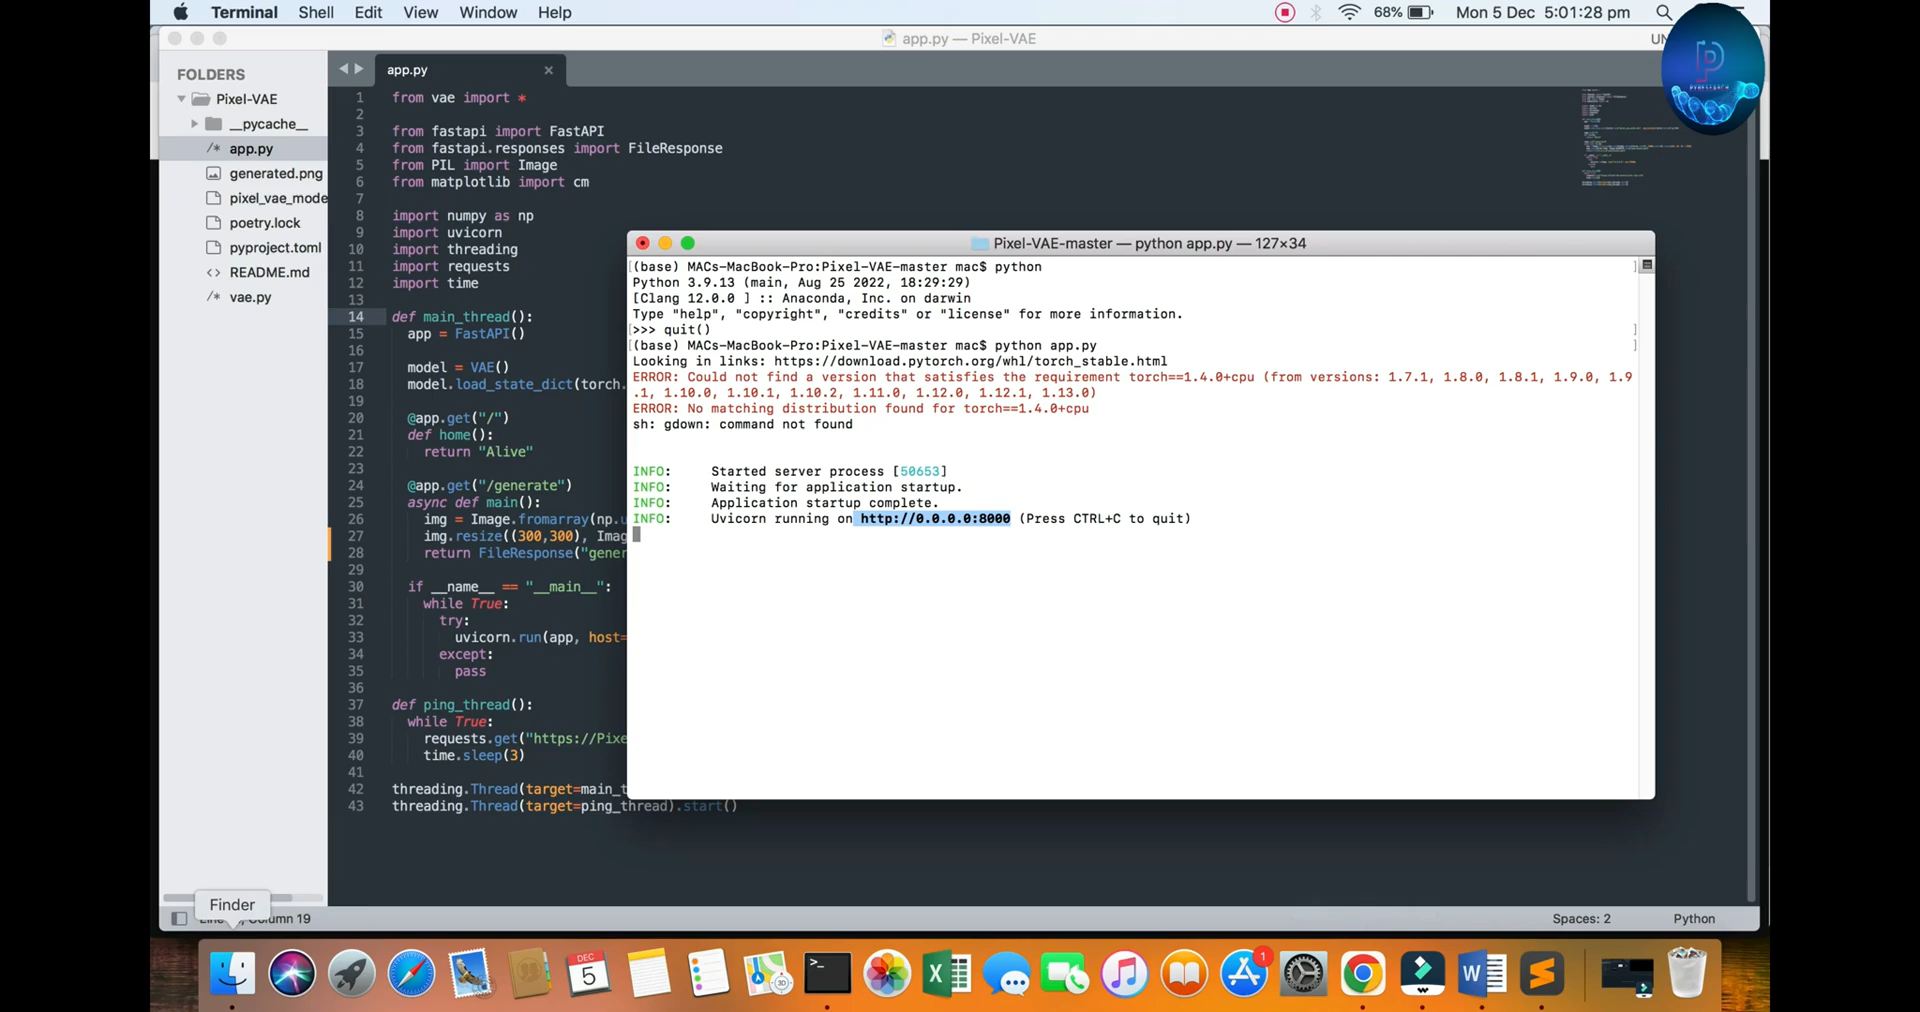 Terminal Shell Edit View Window Help 68% Mon 5 Dec 5:01:28 pm
app.py — Pixel-VAE
UN
PYRESEARCH
FOLDERS
Pixel-VAE
__pycache__
/* app.py
generated.png
pixel_vae_mode
poetry.lock
pyproject.toml
<> README.md
/* vae.py
app.py ×
1 from vae import *
2
3 from fastapi import FastAPI
4 from fastapi.responses import FileResponse
5 from PIL import Image
6 from matplotlib import cm
7
8 import numpy as np
9 import uvicorn
10 import threading
11 import requests
12 import time
13
14 def main_thread():
15 app = FastAPI()
16
17 model = VAE()
18 model.load_state_dict(torch.
19
20 @app.get("/")
21 def home():
22 return "Alive"
23
24 @app.get("/generate")
25 async def main():
26 img = Image.fromarray(np.u
27 img.resize((300,300), Imag
28 return FileResponse("gener
29
30 if __name__ == "__main__":
31 while True:
32 try:
33 uvicorn.run(app, host=
34 except:
35 pass
36
37 def ping_thread():
38 while True:
39 requests.get("https://Pixe
40 time.sleep(3)
41
42 threading.Thread(target=main_t
43 threading.Thread(target=ping_thread).start()
Pixel-VAE-master — python app.py — 127×34
[(base) MACs-MacBook-Pro:Pixel-VAE-master mac$ python ]
Python 3.9.13 (main, Aug 25 2022, 18:29:29)
[Clang 12.0.0 ] :: Anaconda, Inc. on darwin
Type "help", "copyright", "credits" or "license" for more information.
[>>> quit() ]
[(base) MACs-MacBook-Pro:Pixel-VAE-master mac$ python app.py ]
Looking in links: https://download.pytorch.org/whl/torch_stable.html
ERROR: Could not find a version that satisfies the requirement torch==1.4.0+cpu (from versions: 1.7.1, 1.8.0, 1.8.1, 1.9.0, 1.9
.1, 1.10.0, 1.10.1, 1.10.2, 1.11.0, 1.12.0, 1.12.1, 1.13.0)
ERROR: No matching distribution found for torch==1.4.0+cpu
sh: gdown: command not found
INFO: Started server process [50653]
INFO: Waiting for application startup.
INFO: Application startup complete.
INFO: Uvicorn running on http://0.0.0.0:8000 (Press CTRL+C to quit)
Finder
Column 19
Spaces: 2 Python
DEC
5
3D
>_
X
1
W